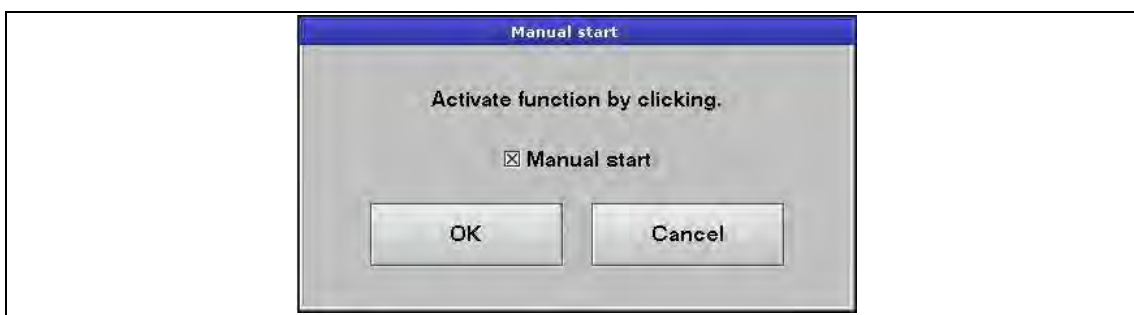 Manual start
Activate function by clicking.
☒ Manual start
OK
Cancel